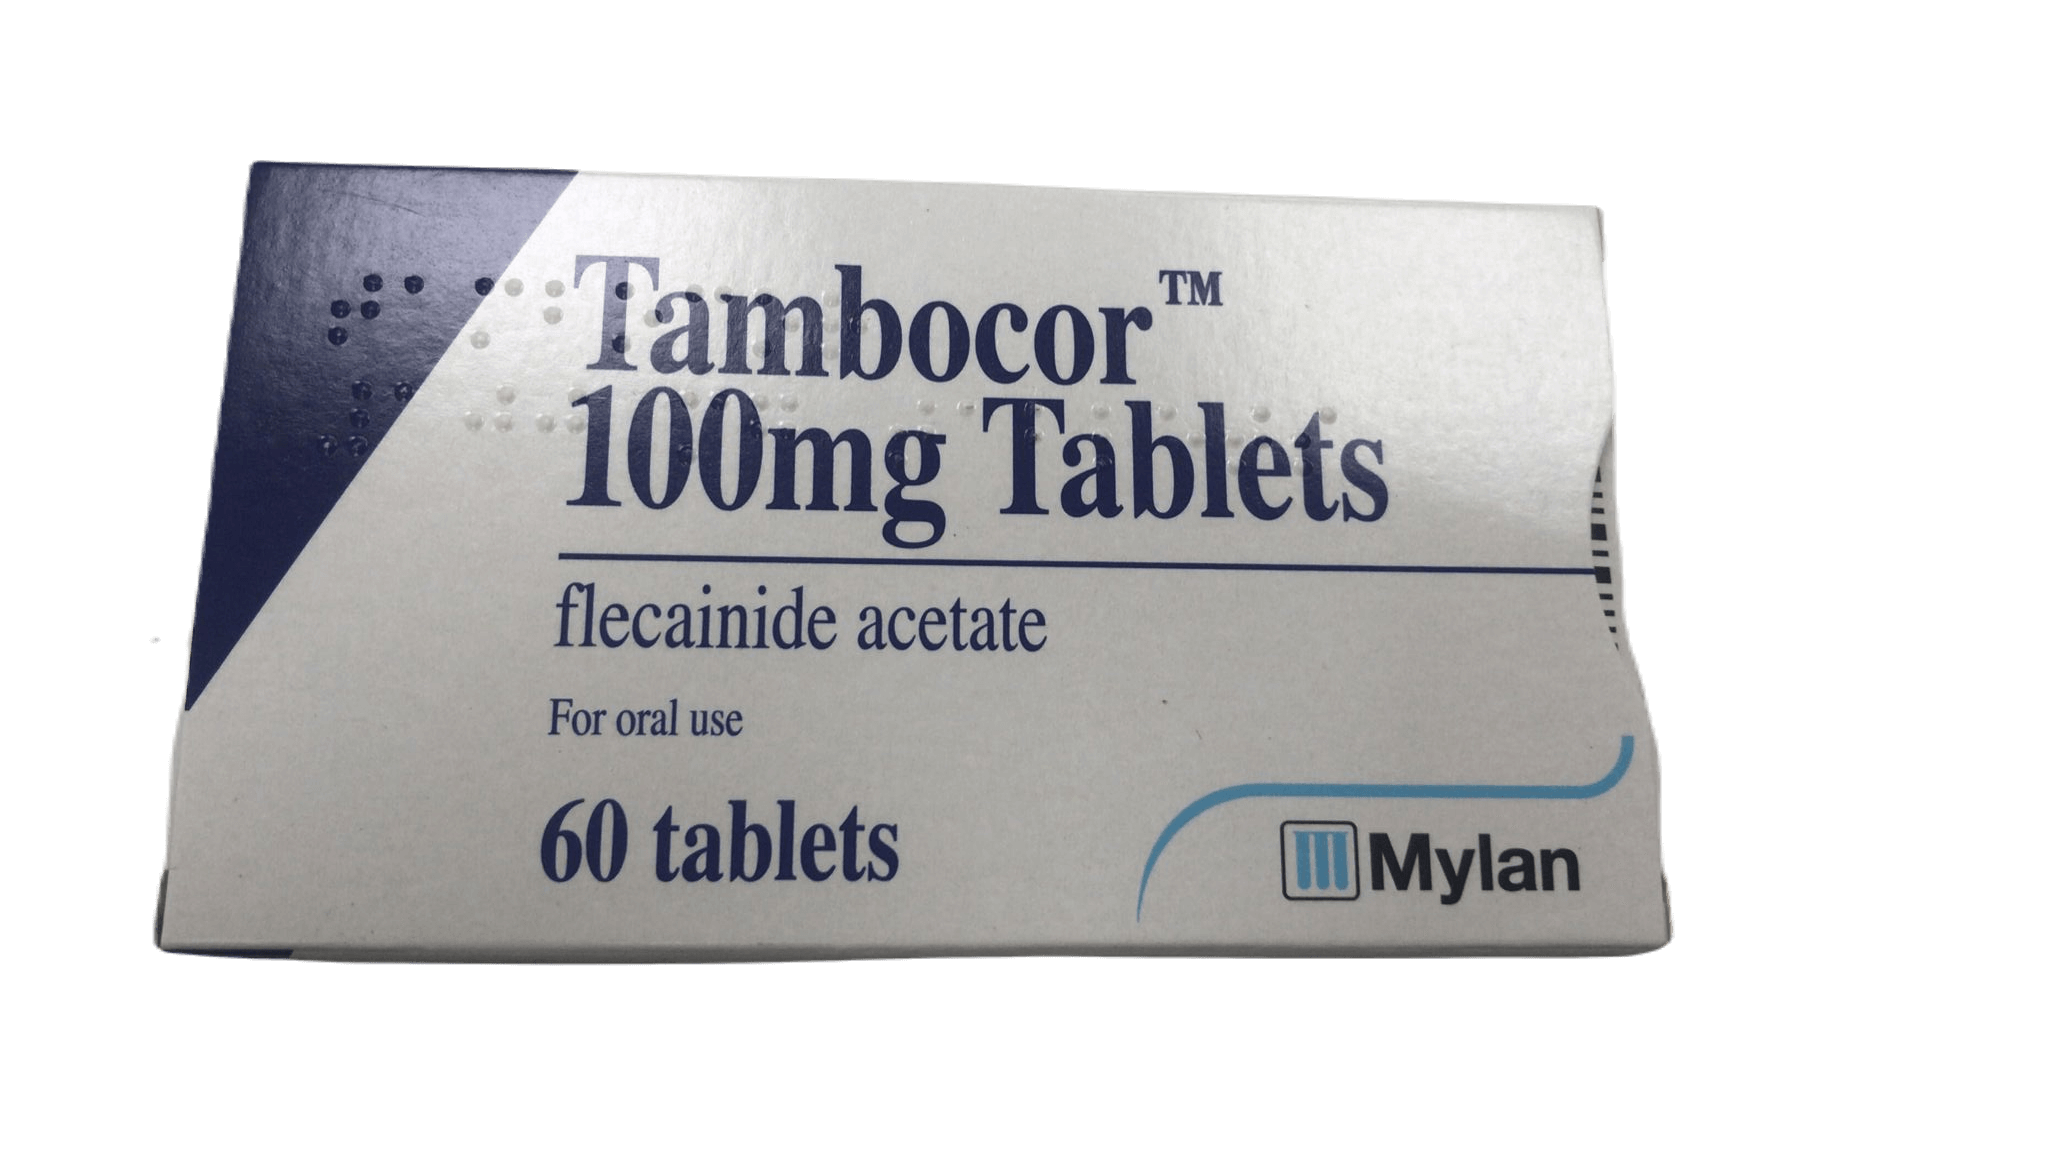 Tambocor™
100mg Tablets
flecainide acetate
For oral use
60 tablets
Mylan